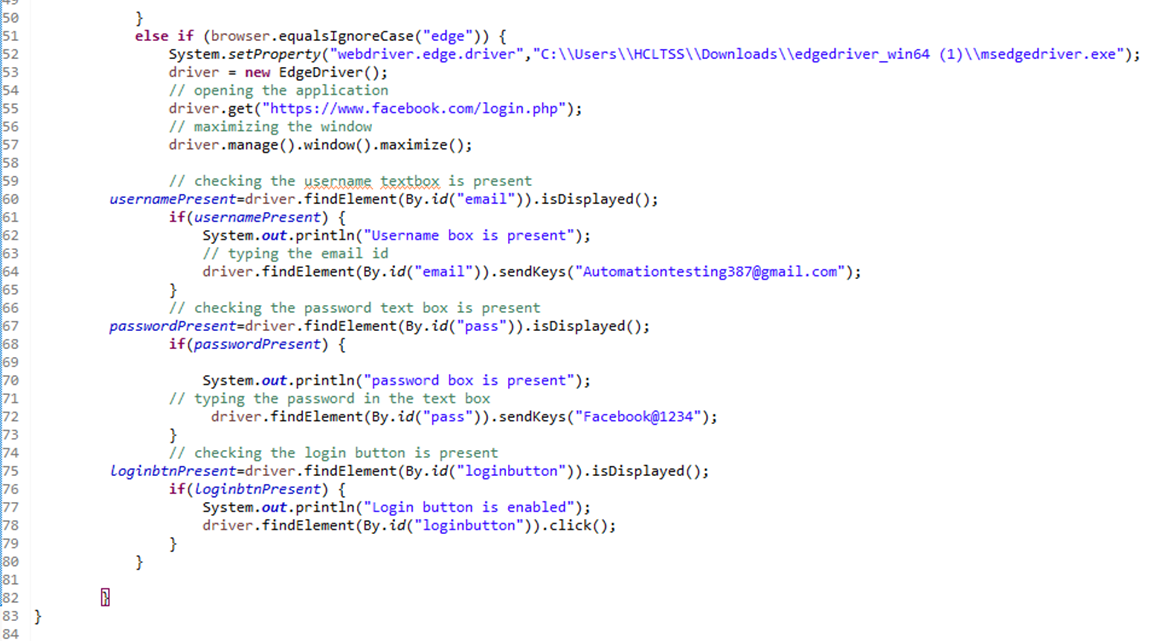 49
50 }
51 else if (browser.equalsIgnoreCase("edge")) {
52 System.setProperty("webdriver.edge.driver","C:\\Users\\HCLTSS\\Downloads\\edgedriver_win64 (1)\\msedgedriver.exe");
53 driver = new EdgeDriver();
54 // opening the application
55 driver.get("https://www.facebook.com/login.php");
56 // maximizing the window
57 driver.manage().window().maximize();
58
59 // checking the username textbox is present
60 usernamePresent=driver.findElement(By.id("email")).isDisplayed();
61 if(usernamePresent) {
62 System.out.println("Username box is present");
63 // typing the email id
64 driver.findElement(By.id("email")).sendKeys("Automationtesting387@gmail.com");
65 }
66 // checking the password text box is present
67 passwordPresent=driver.findElement(By.id("pass")).isDisplayed();
68 if(passwordPresent) {
69
70 System.out.println("password box is present");
71 // typing the password in the text box
72 driver.findElement(By.id("pass")).sendKeys("Facebook@1234");
73 }
74 // checking the login button is present
75 loginbtnPresent=driver.findElement(By.id("loginbutton")).isDisplayed();
76 if(loginbtnPresent) {
77 System.out.println("Login button is enabled");
78 driver.findElement(By.id("loginbutton")).click();
79 }
80 }
81
82 }
83 }
84